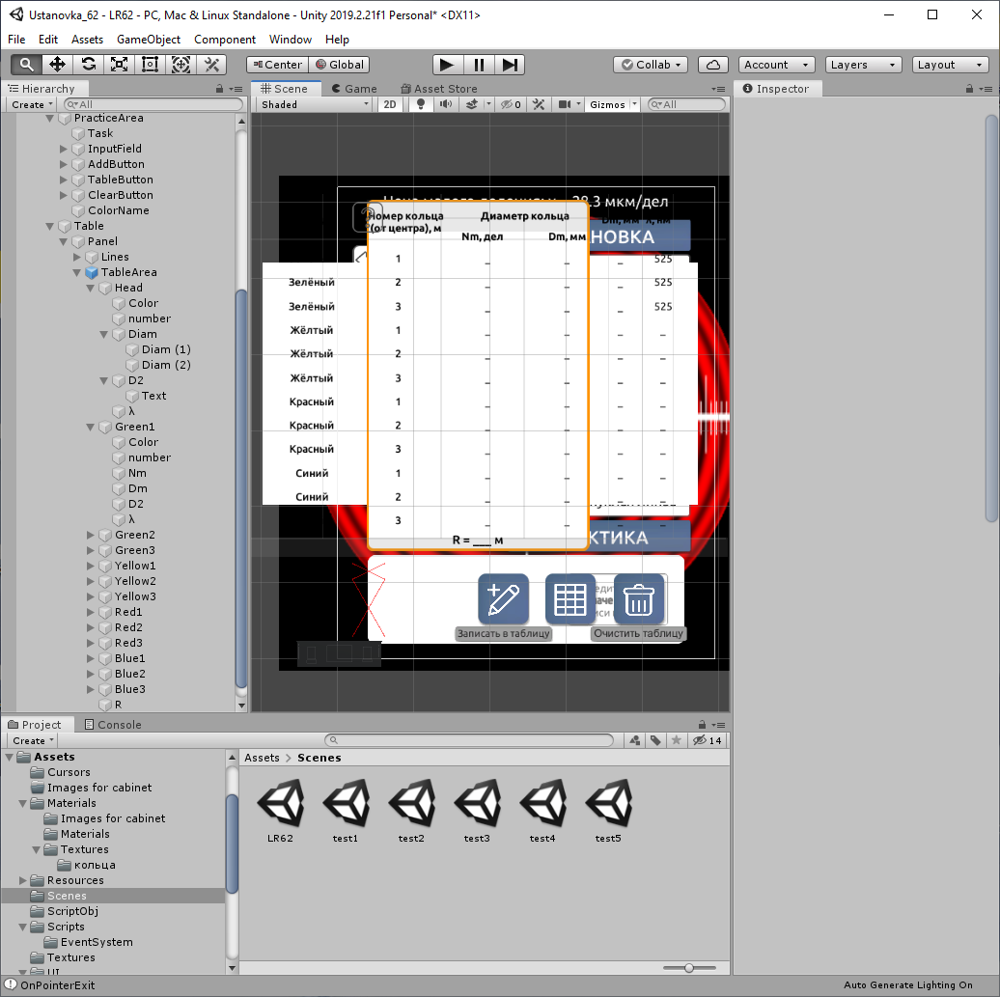 Ustanovka_62 - LR62 - PC, Mac & Linux Standalone - Unity 2019.2.21f1 Personal* <DX11>
File Edit Assets GameObject Component Window Help
Center Global Collab Account Layers Layout
Hierarchy
Create All
PracticeArea
Task
InputField
AddButton
TableButton
ClearButton
ColorName
Table
Panel
Lines
TableArea
Head
Color
number
Diam
Diam (1)
Diam (2)
D2
Text
λ
Green1
Color
number
Nm
Dm
D2
λ
Green2
Green3
Yellow1
Yellow2
Yellow3
Red1
Red2
Red3
Blue1
Blue2
Blue3
R
Scene Game Asset Store
Shaded 2D 0 Gizmos All
3 мкм/дел
Номер кольца (от центра), м
Диаметр кольца
Nm, дел Dm, мм
НОВКА
1 _ _ 525
Зелёный 2 _ _ _ 525
Зелёный 3 _ _ _ 525
Жёлтый 1 _ _ _ _
Жёлтый 2 _ _ _ _
Жёлтый 3 _ _ _ _
Красный 1 _ _ _ _
Красный 2 _ _ _ _
Красный 3 _ _ _ _
Синий 1 _ _ _ _
Синий 2 _ _ _ _
3 _ _ _ _
R = ___ м
КТИКА
Записать в таблицу
Очистить таблицу
Inspector
Project Console
Create 14
Assets
Cursors
Images for cabinet
Materials
Images for cabinet
Materials
Textures
кольца
Resources
Scenes
ScriptObj
Scripts
EventSystem
Textures
UI
Assets > Scenes
LR62 test1 test2 test3 test4 test5
OnPointerExit
Auto Generate Lighting On